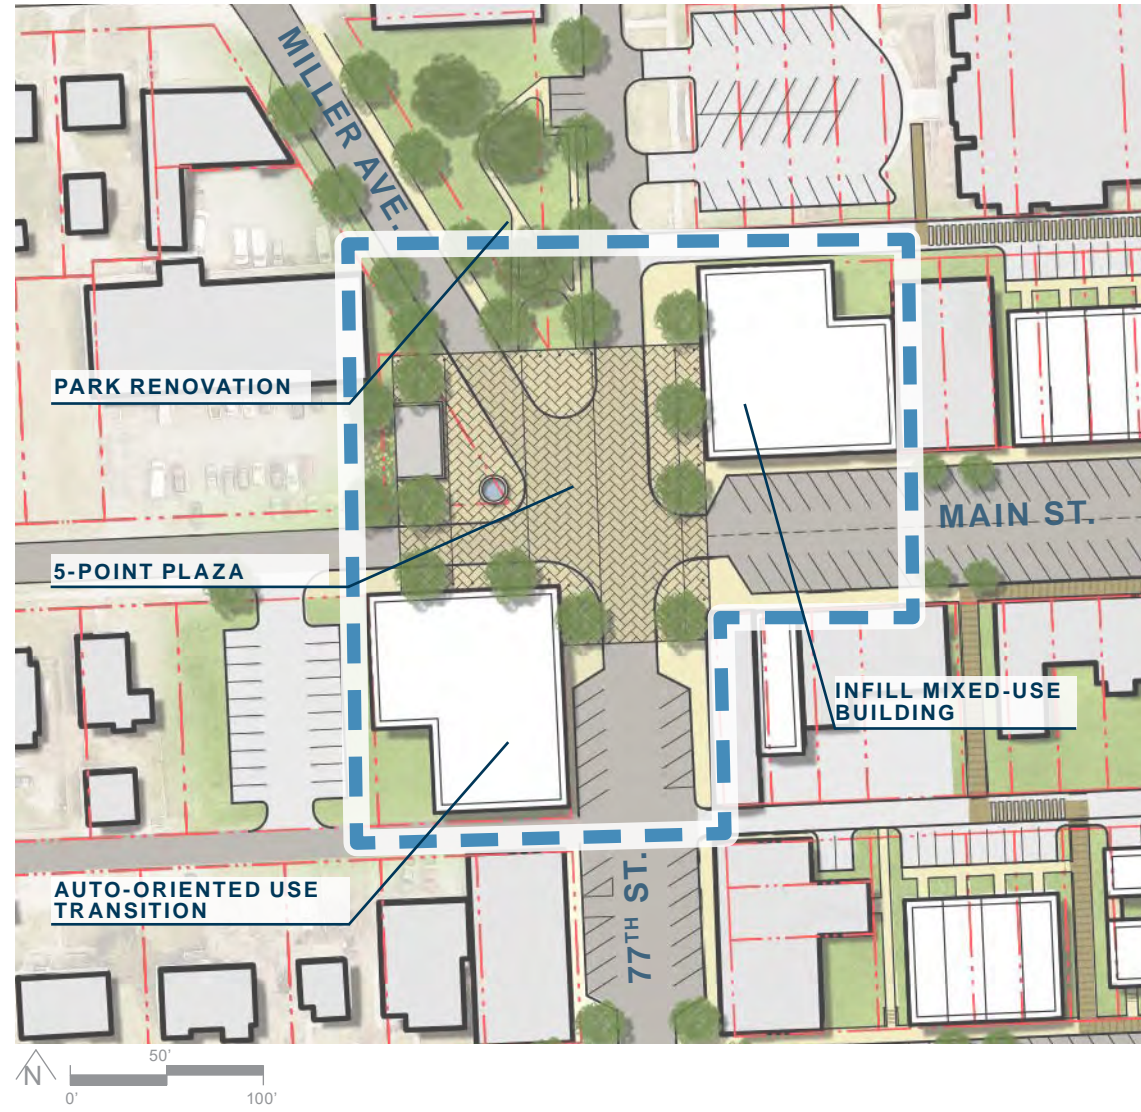 MILLER AVE.
PARK RENOVATION
MAIN ST.
5-POINT PLAZA
INFILL MIXED-USE
BUILDING
AUTO-ORIENTED USE
TRANSITION
77TH ST.
N
50'
0'
100'